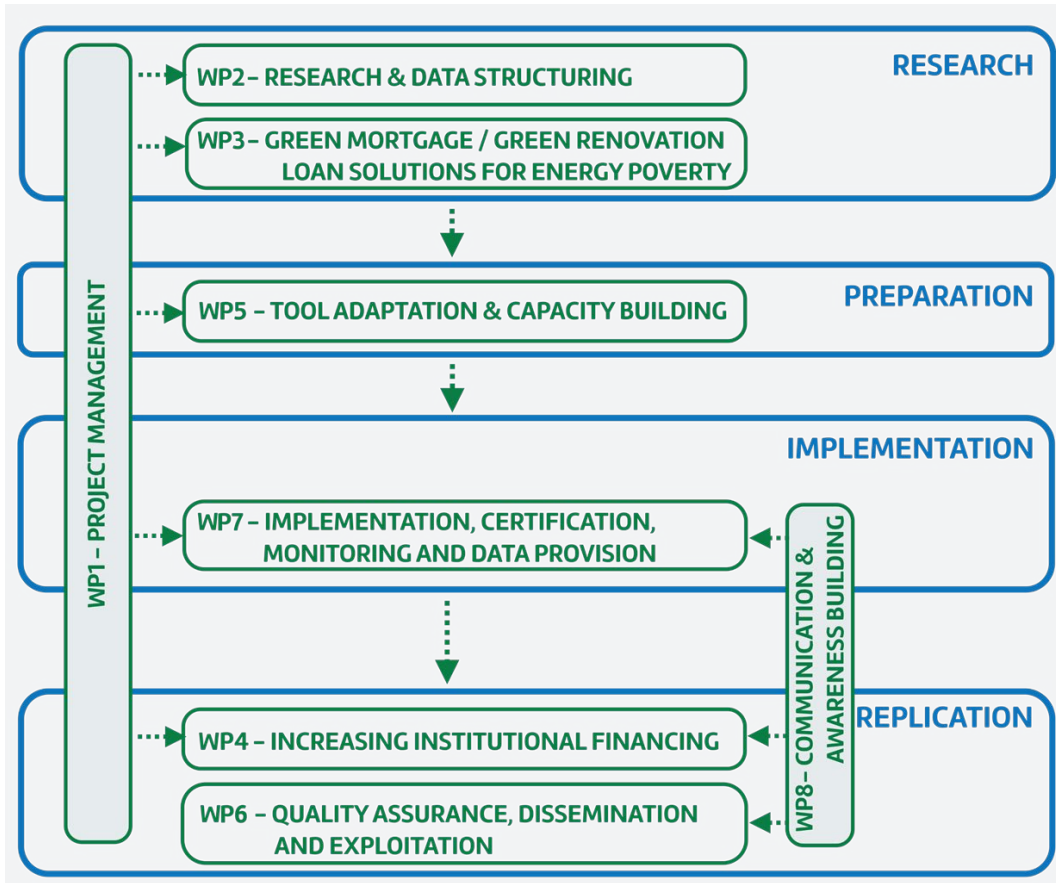 RESEARCH
WP2 – RESEARCH & DATA STRUCTURING
WP3 – GREEN MORTGAGE / GREEN RENOVATION
LOAN SOLUTIONS FOR ENERGY POVERTY
WP1 – PROJECT MANAGEMENT
PREPARATION
WP5 – TOOL ADAPTATION & CAPACITY BUILDING
IMPLEMENTATION
WP7 – IMPLEMENTATION, CERTIFICATION,
MONITORING AND DATA PROVISION
WP8 – COMMUNICATION &
AWARENESS BUILDING
REPLICATION
WP4 – INCREASING INSTITUTIONAL FINANCING
WP6 – QUALITY ASSURANCE, DISSEMINATION
AND EXPLOITATION